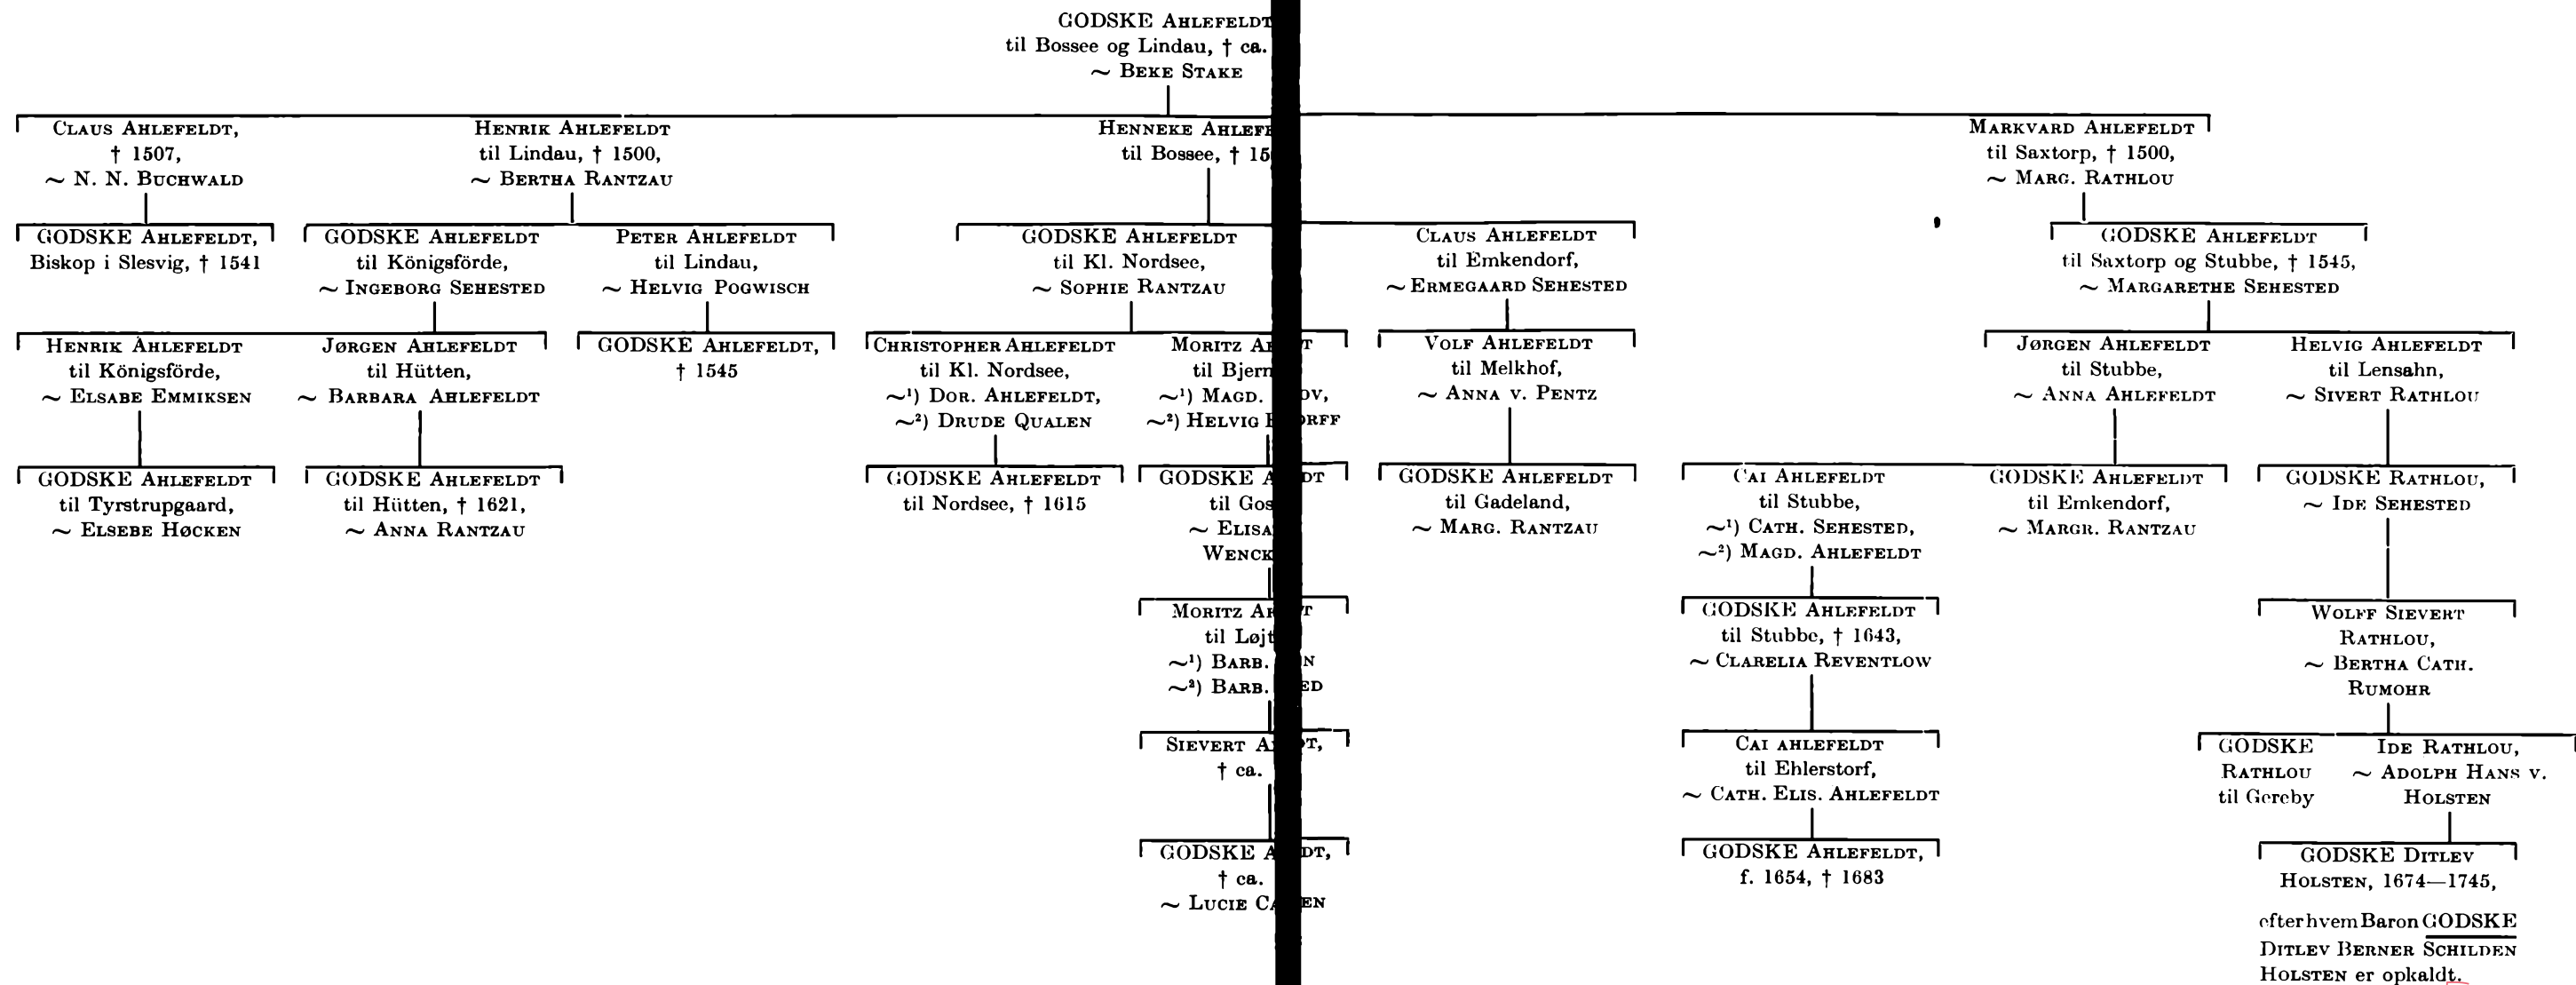 GODSKE AHLEFELDT
til Bossee og Lindau, † ca.
~ BEKE STAKE
CLAUS AHLEFELDT,
† 1507,
~ N. N. BUCHWALD
HENRIK AHLEFELDT
til Lindau, † 1500,
~ BERTHA RANTZAU
HENNEKE
til Bossee, †
MARKVARD AHLEFELDT
til Saxtorp, † 1500,
~ MARG. RATHLOU
GODSKE AHLEFELDT,
Biskop i Slesvig, † 1541
GODSKE AHLEFELDT
til Königsförde,
~ INGEBORG SEHESTED
PETER AHLEFELDT
til Lindau,
~ HELVIG POGWISCH
GODSKE AHLEFELDT
til Kl. Nordsee,
~ SOPHIE RANTZAU
CLAUS AHLEFELDT
til Emkendorf,
~ ERMEGAARD SEHESTED
GODSKE AHLEFELDT
til Saxtorp og Stubbe, † 1545,
~ MARGARETHE SEHESTED
HENRIK AHLEFELDT
til Königsförde,
~ ELSABE EMMIKSEN
JØRGEN AHLEFELDT
til Hütten,
~ BARBARA AHLEFELDT
GODSKE AHLEFELDT,
† 1545
CHRISTOPHER AHLEFELDT
til Kl. Nordsee,
~¹) DOR. AHLEFELDT,
~²) DRUDE QUALEN
MORITZ
til
~¹) MAGD.
~²) HELVIG
VOLF AHLEFELDT
til Melkhof,
~ ANNA V. PENTZ
JØRGEN AHLEFELDT
til Stubbe,
~ ANNA AHLEFELDT
HELVIG AHLEFELDT
til Lensahn,
~ SIVERT RATHLOU
GODSKE AHLEFELDT
til Tyrstrupgaard,
~ ELSEBE HØCKEN
GODSKE AHLEFELDT
til Hütten, † 1621,
~ ANNA RANTZAU
GODSKE AHLEFELDT
til Nordsee, † 1615
GODSKE
til
~
GODSKE AHLEFELDT
til Gadeland,
~ MARG. RANTZAU
CAI AHLEFELDT
til Stubbe,
~¹) CATH. SEHESTED,
~²) MAGD. AHLEFELDT
GODSKE AHLEFELDT
til Emkendorf,
~ MARGR. RANTZAU
GODSKE RATHLOU,
~ IDE SEHESTED
MORITZ
til
~¹) BARB.
~²) BARB.
GODSKE AHLEFELDT
til Stubbe, † 1643,
~ CLARELIA REVENTLOW
WOLFF SIEVERT
RATHLOU,
~ BERTHA CATH.
RUMOHR
SIEVERT
† ca.
CAI AHLEFELDT
til Ehlerstorf,
~ CATH. ELIS. AHLEFELDT
GODSKE
RATHLOU
til Gereby
IDE RATHLOU,
~ ADOLPH HANS V.
HOLSTEN
GODSKE
† ca.
~ LUCIE
GODSKE AHLEFELDT,
f. 1654, † 1683
GODSKE DITLEV
HOLSTEN, 1674—1745,
efter hvem Baron GODSKE
DITLEV BERNER SCHILDEN
HOLSTEN er opkaldt.